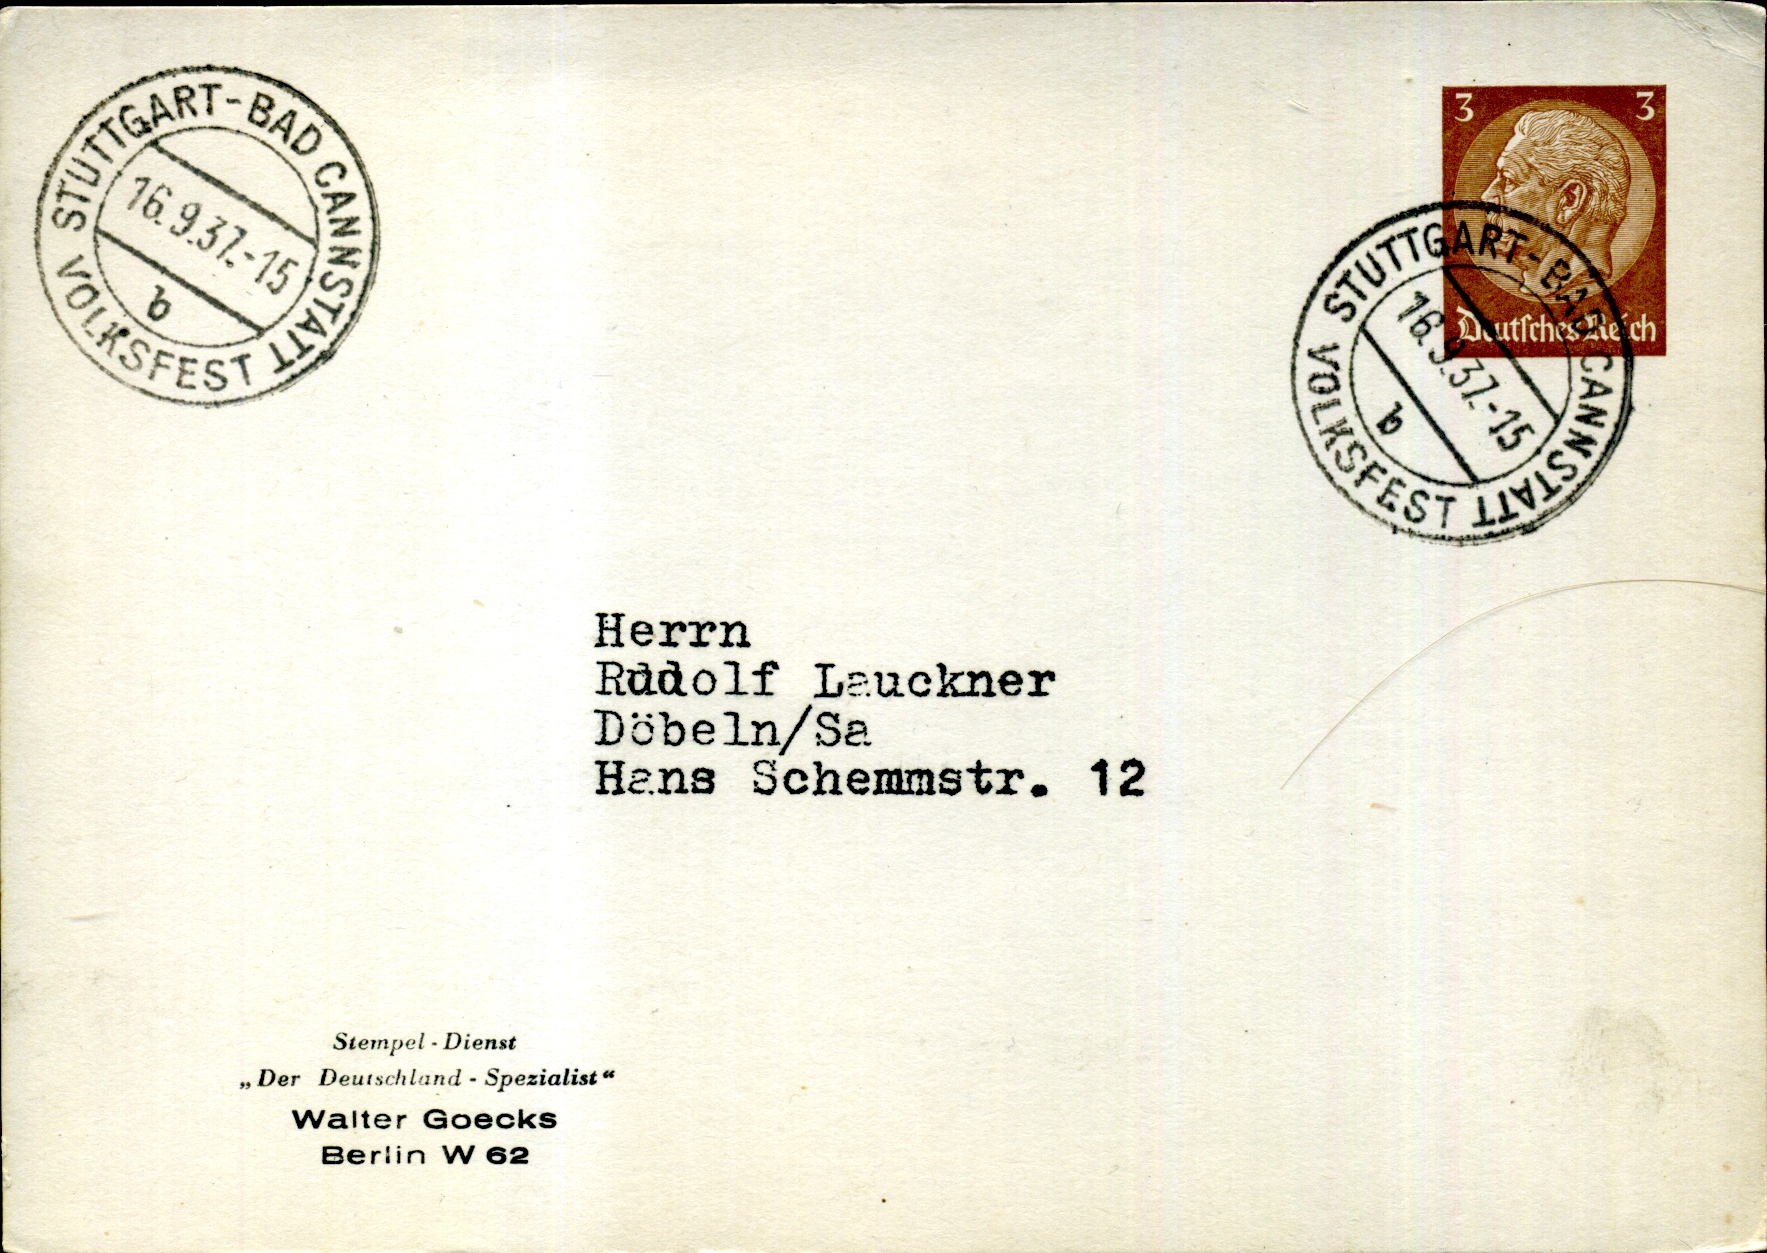 STUTTGART-BAD CANNSTATT
16.9.37.-15
b
VOLKSFEST
3 3
Deutsches Reich
STUTTGART-BAD CANNSTATT
16.9.37.-15
b
VOLKSFEST
Herrn
Rudolf Lauckner
Döbeln/Sa
Hans Schemmstr. 12
Stempel-Dienst
„Der Deutschland-Spezialist“
Walter Goecks
Berlin W 62